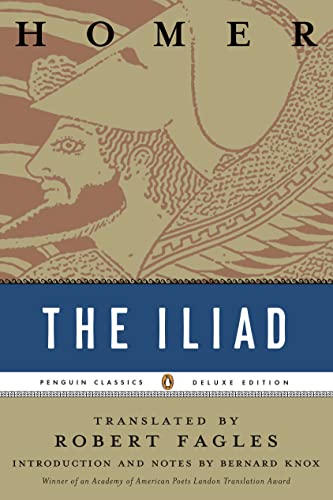 HOMER
THE ILIAD
PENGUIN CLASSICS DELUXE EDITION
TRANSLATED BY
ROBERT FAGLES
INTRODUCTION AND NOTES BY BERNARD KNOX
Winner of an Academy of American Poets Landon Translation Award